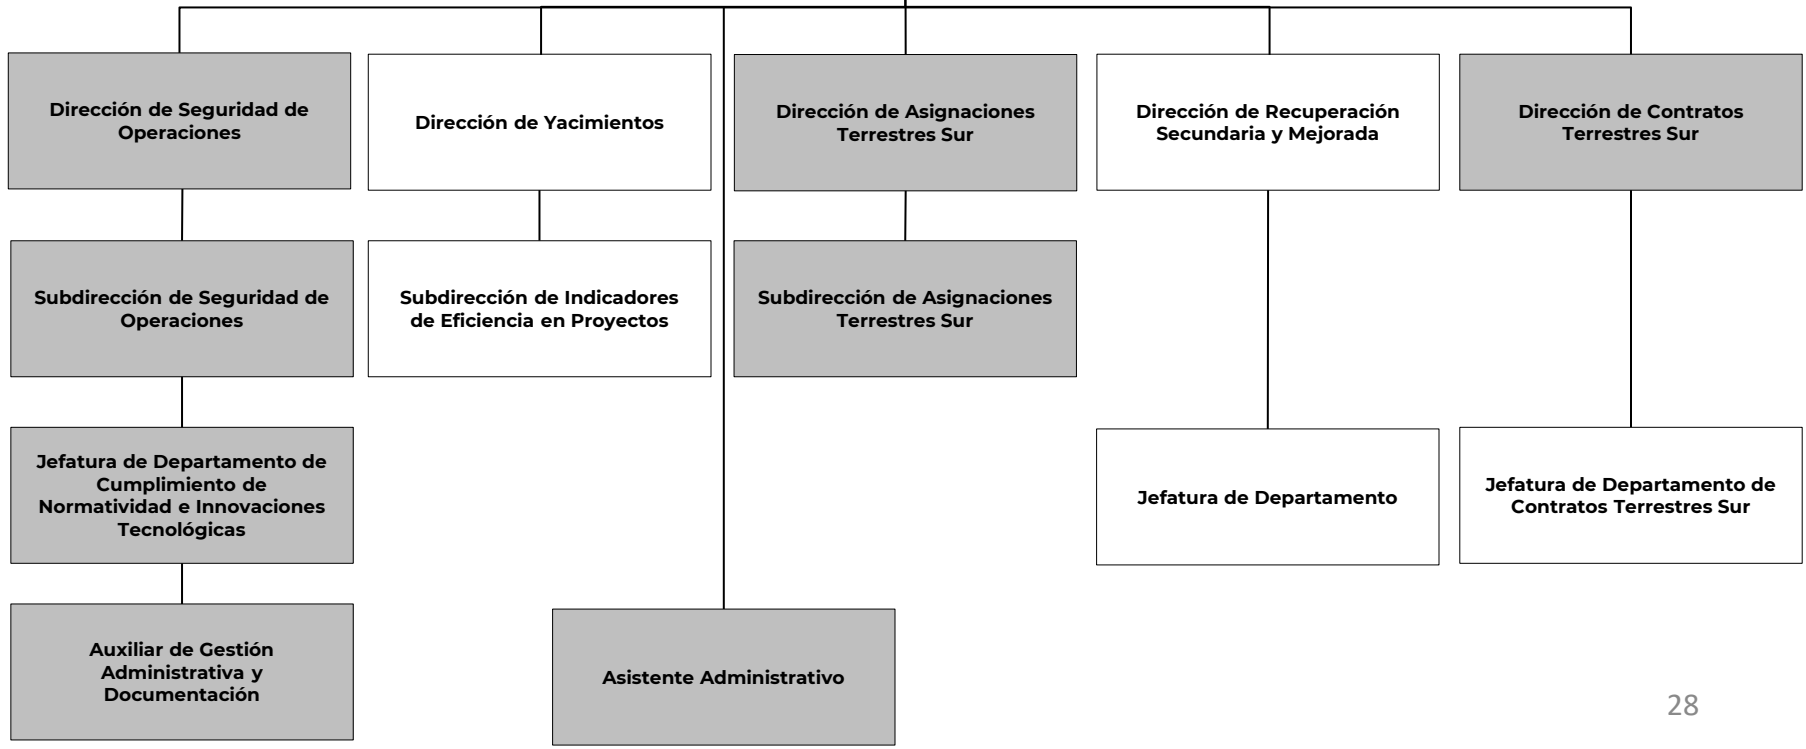 Dirección de Seguridad de
Operaciones
Dirección de Yacimientos
Dirección de Asignaciones
Terrestres Sur
Dirección de Recuperación
Secundaria y Mejorada
Dirección de Contratos
Terrestres Sur
Subdirección de Seguridad de
Operaciones
Subdirección de Indicadores
de Eficiencia en Proyectos
Subdirección de Asignaciones
Terrestres Sur
Jefatura de Departamento de
Cumplimiento de
Normatividad e Innovaciones
Tecnológicas
Jefatura de Departamento
Jefatura de Departamento de
Contratos Terrestres Sur
Auxiliar de Gestión
Administrativa y
Documentación
Asistente Administrativo
28